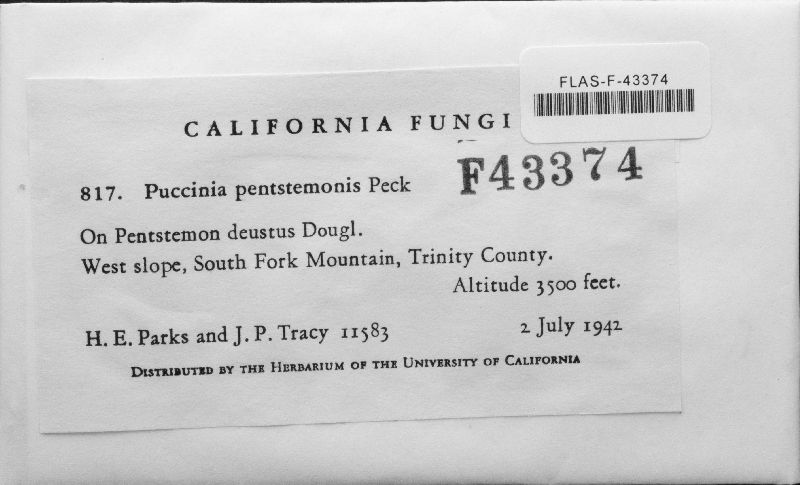 FLAS-F-43374
CALIFORNIA FUNGI
F43374
817. Puccinia pentstemonis Peck
On Pentstemon deustus Dougl.
West slope, South Fork Mountain, Trinity County.
Altitude 3500 feet.
H. E. Parks and J. P. Tracy 11583 2 July 1942
Distributed by the Herbarium of the University of California